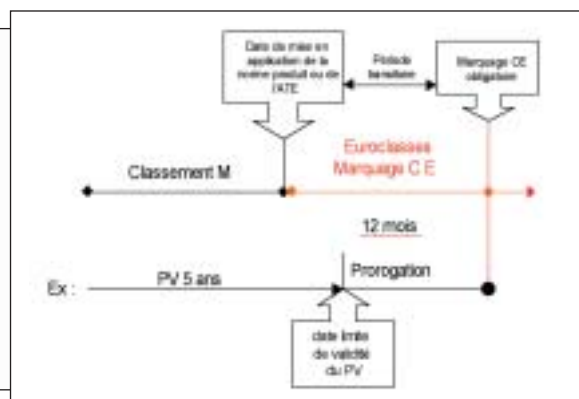 Date de mise en
application de la
norme produit ou de
l'ATE
Période
transitoire
Marquage CE
obligatoire
Euroclasses
Marquage C E
Classement M
12 mois
Ex :
PV 5 ans
Prorogation
date limite
de validité
du PV